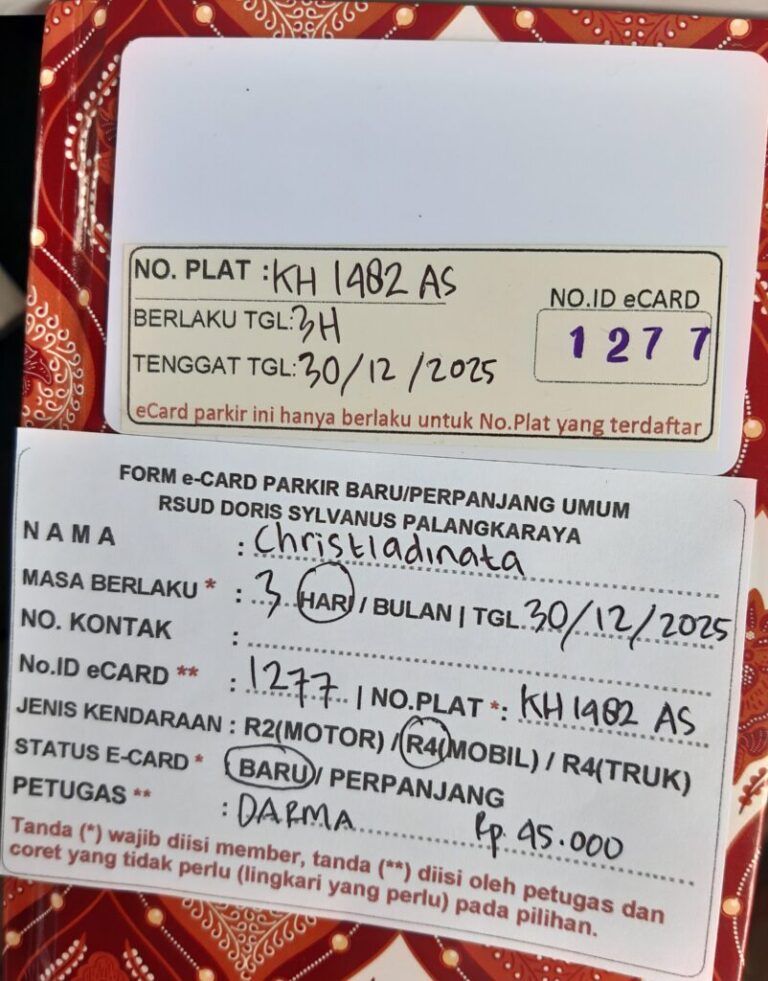 NO. PLAT : KH 1482 AS
BERLAKU TGL: 3H
TENGGAT TGL: 30/12/2025
NO.ID eCARD
1277
eCard parkir ini hanya berlaku untuk No.Plat yang terdaftar
FORM e-CARD PARKIR BARU/PERPANJANG UMUM
RSUD DORIS SYLVANUS PALANGKARAYA
NAMA : Christiadinata
MASA BERLAKU * : 3 HARI / BULAN | TGL 30/12/2025
NO. KONTAK :
No.ID eCARD ** : 1277 | NO.PLAT *: KH 1482 AS
JENIS KENDARAAN : R2(MOTOR) / R4(MOBIL) / R4(TRUK)
STATUS E-CARD * BARU / PERPANJANG
PETUGAS ** : DARMA Rp. 45.000
Tanda (*) wajib diisi member, tanda (**) diisi oleh petugas dan
coret yang tidak perlu (lingkari yang perlu) pada pilihan.